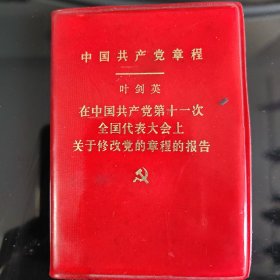 中国共产党章程
叶剑英
在中国共产党第十一次
全国代表大会上
关于修改党的章程的报告